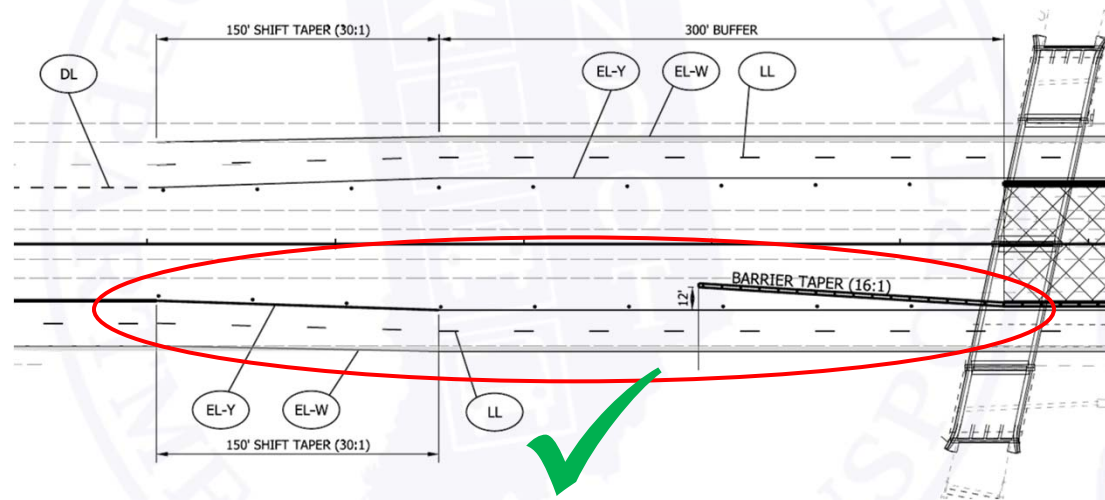 150' SHIFT TAPER (30:1)
300' BUFFER
DL
EL-Y
EL-W
LL
BARRIER TAPER (16:1)
12'
EL-Y
EL-W
LL
150' SHIFT TAPER (30:1)